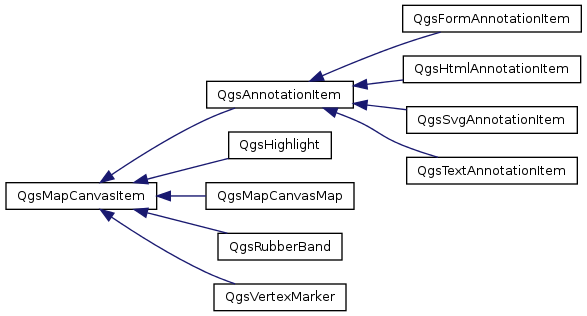 QgsFormAnnotationItem
QgsHtmlAnnotationItem
QgsAnnotationItem
QgsSvgAnnotationItem
QgsHighlight
QgsTextAnnotationItem
QgsMapCanvasItem
QgsMapCanvasMap
QgsRubberBand
QgsVertexMarker